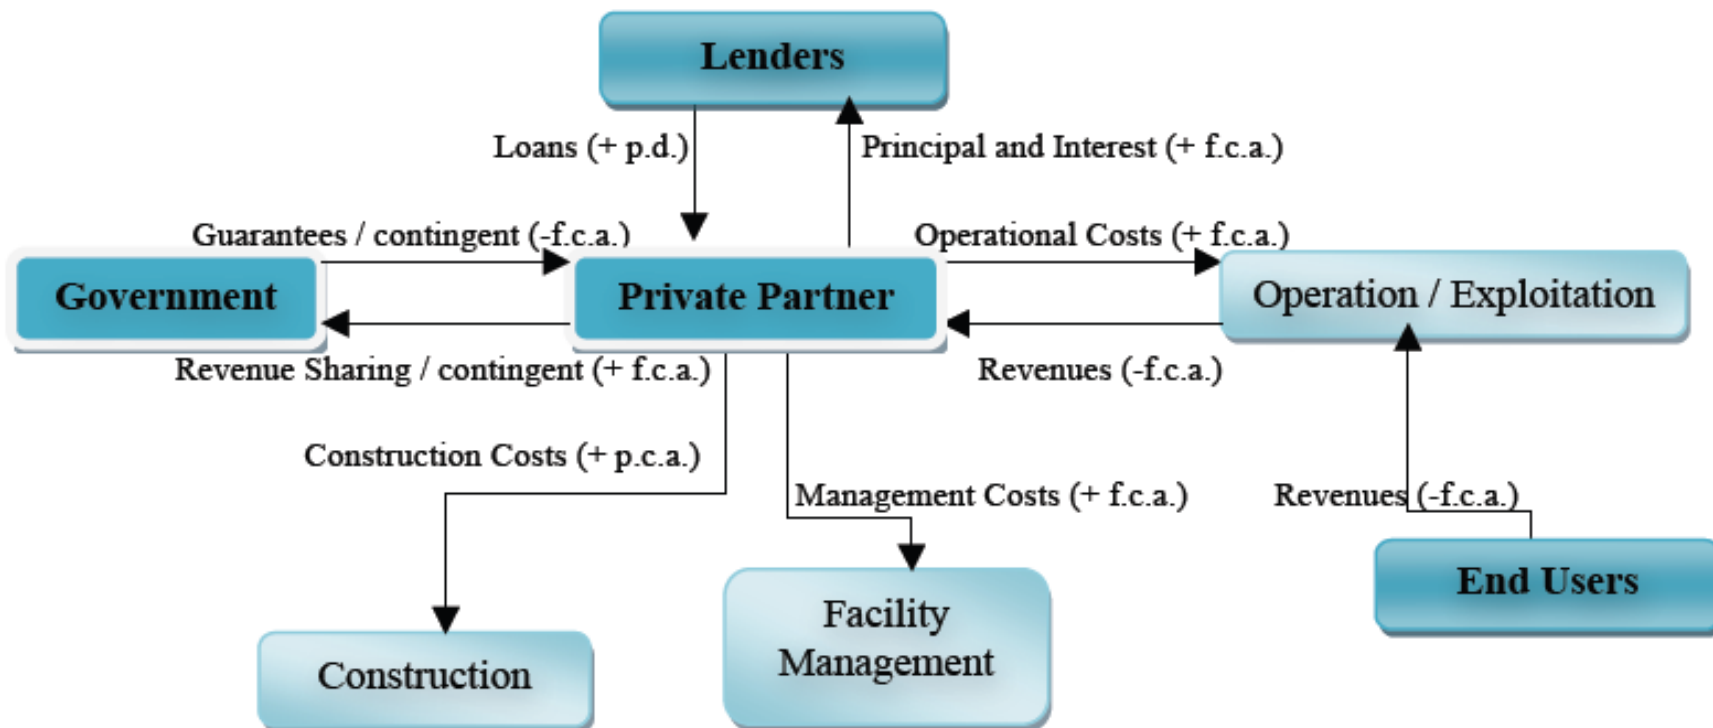 Lenders
Loans (+ p.d.)
Principal and Interest (+ f.c.a.)
Guarantees / contingent (-f.c.a.)
Operational Costs (+ f.c.a.)
Government
Private Partner
Operation / Exploitation
Revenue Sharing / contingent (+ f.c.a.)
Revenues (-f.c.a.)
Construction Costs (+ p.c.a.)
Management Costs (+ f.c.a.)
Revenues (-f.c.a.)
End Users
Facility
Management
Construction